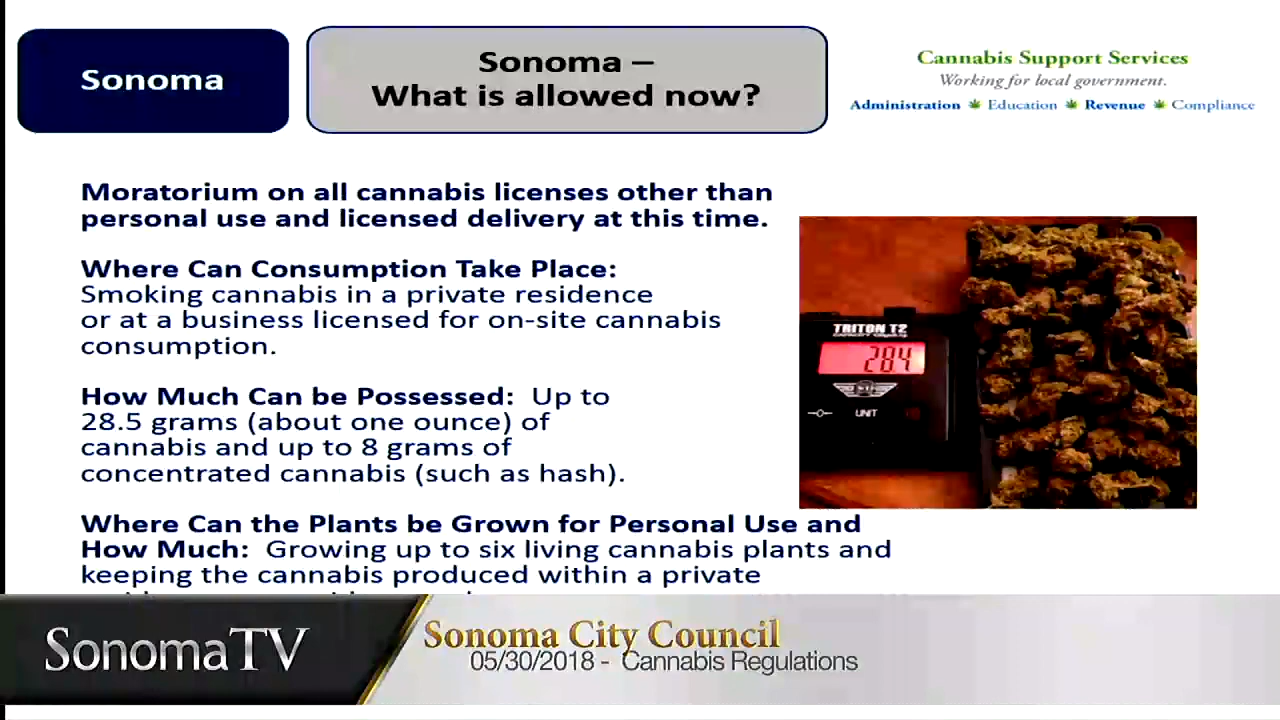 Sonoma
Sonoma –
What is allowed now?
Cannabis Support Services
Working for local government.
Administration Education Revenue Compliance
Moratorium on all cannabis licenses other than
personal use and licensed delivery at this time.
Where Can Consumption Take Place:
Smoking cannabis in a private residence
or at a business licensed for on-site cannabis
consumption.
How Much Can be Possessed: Up to
28.5 grams (about one ounce) of
cannabis and up to 8 grams of
concentrated cannabis (such as hash).
TRITON T2
284
UNIT
Where Can the Plants be Grown for Personal Use and
How Much: Growing up to six living cannabis plants and
keeping the cannabis produced within a private
SonomaTV
Sonoma City Council
05/30/2018 - Cannabis Regulations